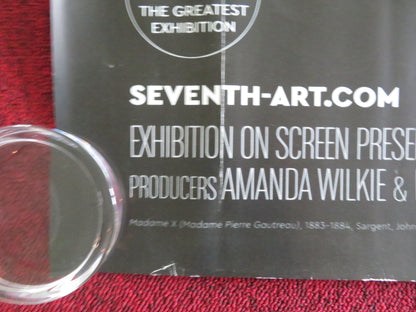 THE GREATEST
EXHIBITION
SEVENTH-ART.COM
EXHIBITION ON SCREEN
PRODUCERS AMANDA WILKIE &
Madame X (Madame Pierre Gautreau), 1883-1884, Sargent, John